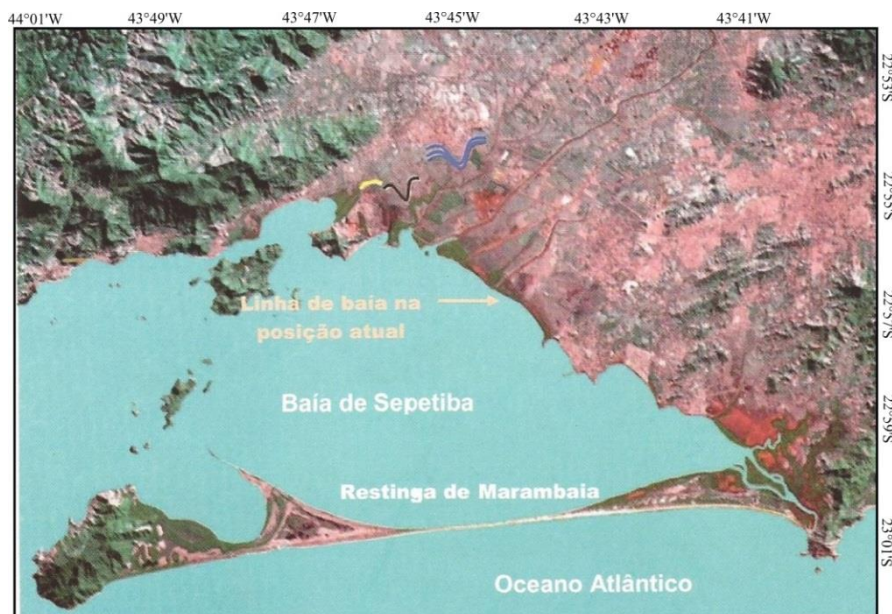 44°01'W 43°49'W 43°47'W 43°45'W 43°43'W 43°41'W
22°53'S
22°55'S
22°57'S
22°59'S
23°01'S
Linha de baía na
posição atual
Baía de Sepetiba
Restinga de Marambaia
Oceano Atlântico